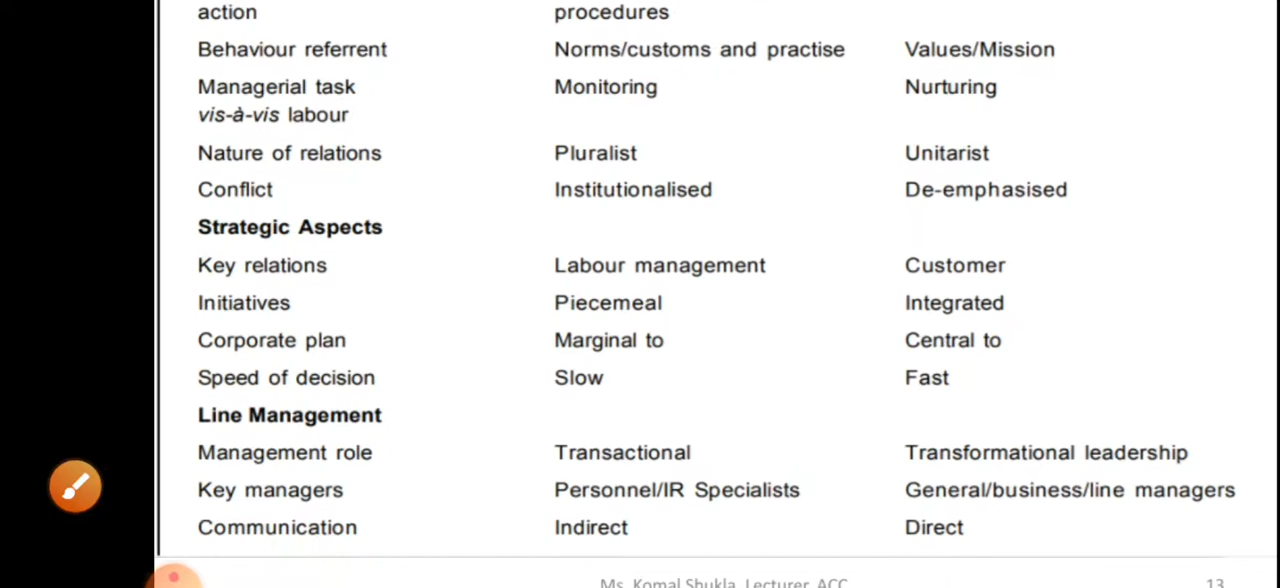 action procedures
Behaviour referrent Norms/customs and practise Values/Mission
Managerial task Monitoring Nurturing
vis-à-vis labour
Nature of relations Pluralist Unitarist
Conflict Institutionalised De-emphasised
Strategic Aspects
Key relations Labour management Customer
Initiatives Piecemeal Integrated
Corporate plan Marginal to Central to
Speed of decision Slow Fast
Line Management
Management role Transactional Transformational leadership
Key managers Personnel/IR Specialists General/business/line managers
Communication Indirect Direct
Ms. Komal Shukla, Lecturer, ACC 13